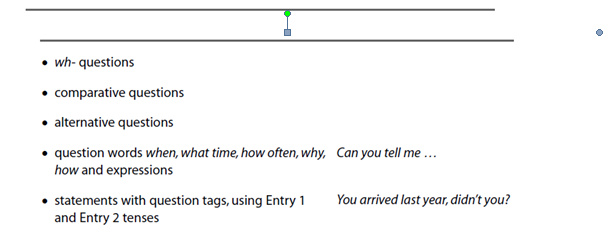 • wh- questions
• comparative questions
• alternative questions
• question words when, what time, how often, why, Can you tell me …
how and expressions
• statements with question tags, using Entry 1 You arrived last year, didn't you?
and Entry 2 tenses